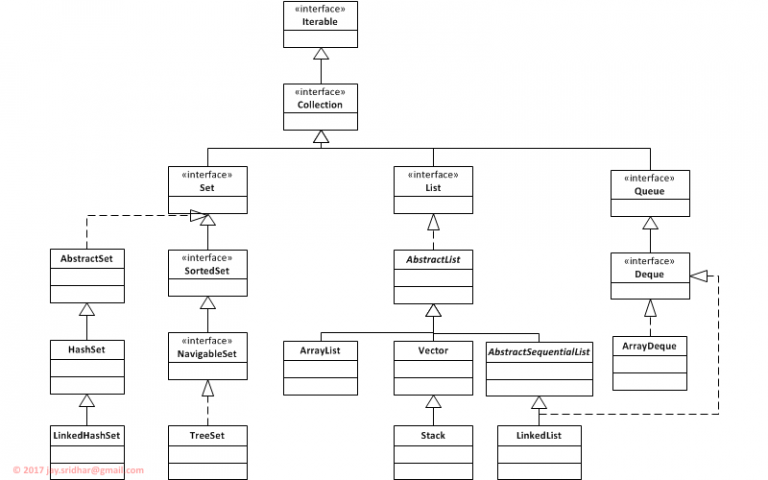 «interface»
Iterable
«interface»
Collection
«interface»
Set
«interface»
List
«interface»
Queue
AbstractSet
«interface»
SortedSet
AbstractList
«interface»
Deque
HashSet
«interface»
NavigableSet
ArrayList
Vector
AbstractSequentialList
ArrayDeque
LinkedHashSet
TreeSet
Stack
LinkedList
© 2017 jay.sridhar@gmail.com